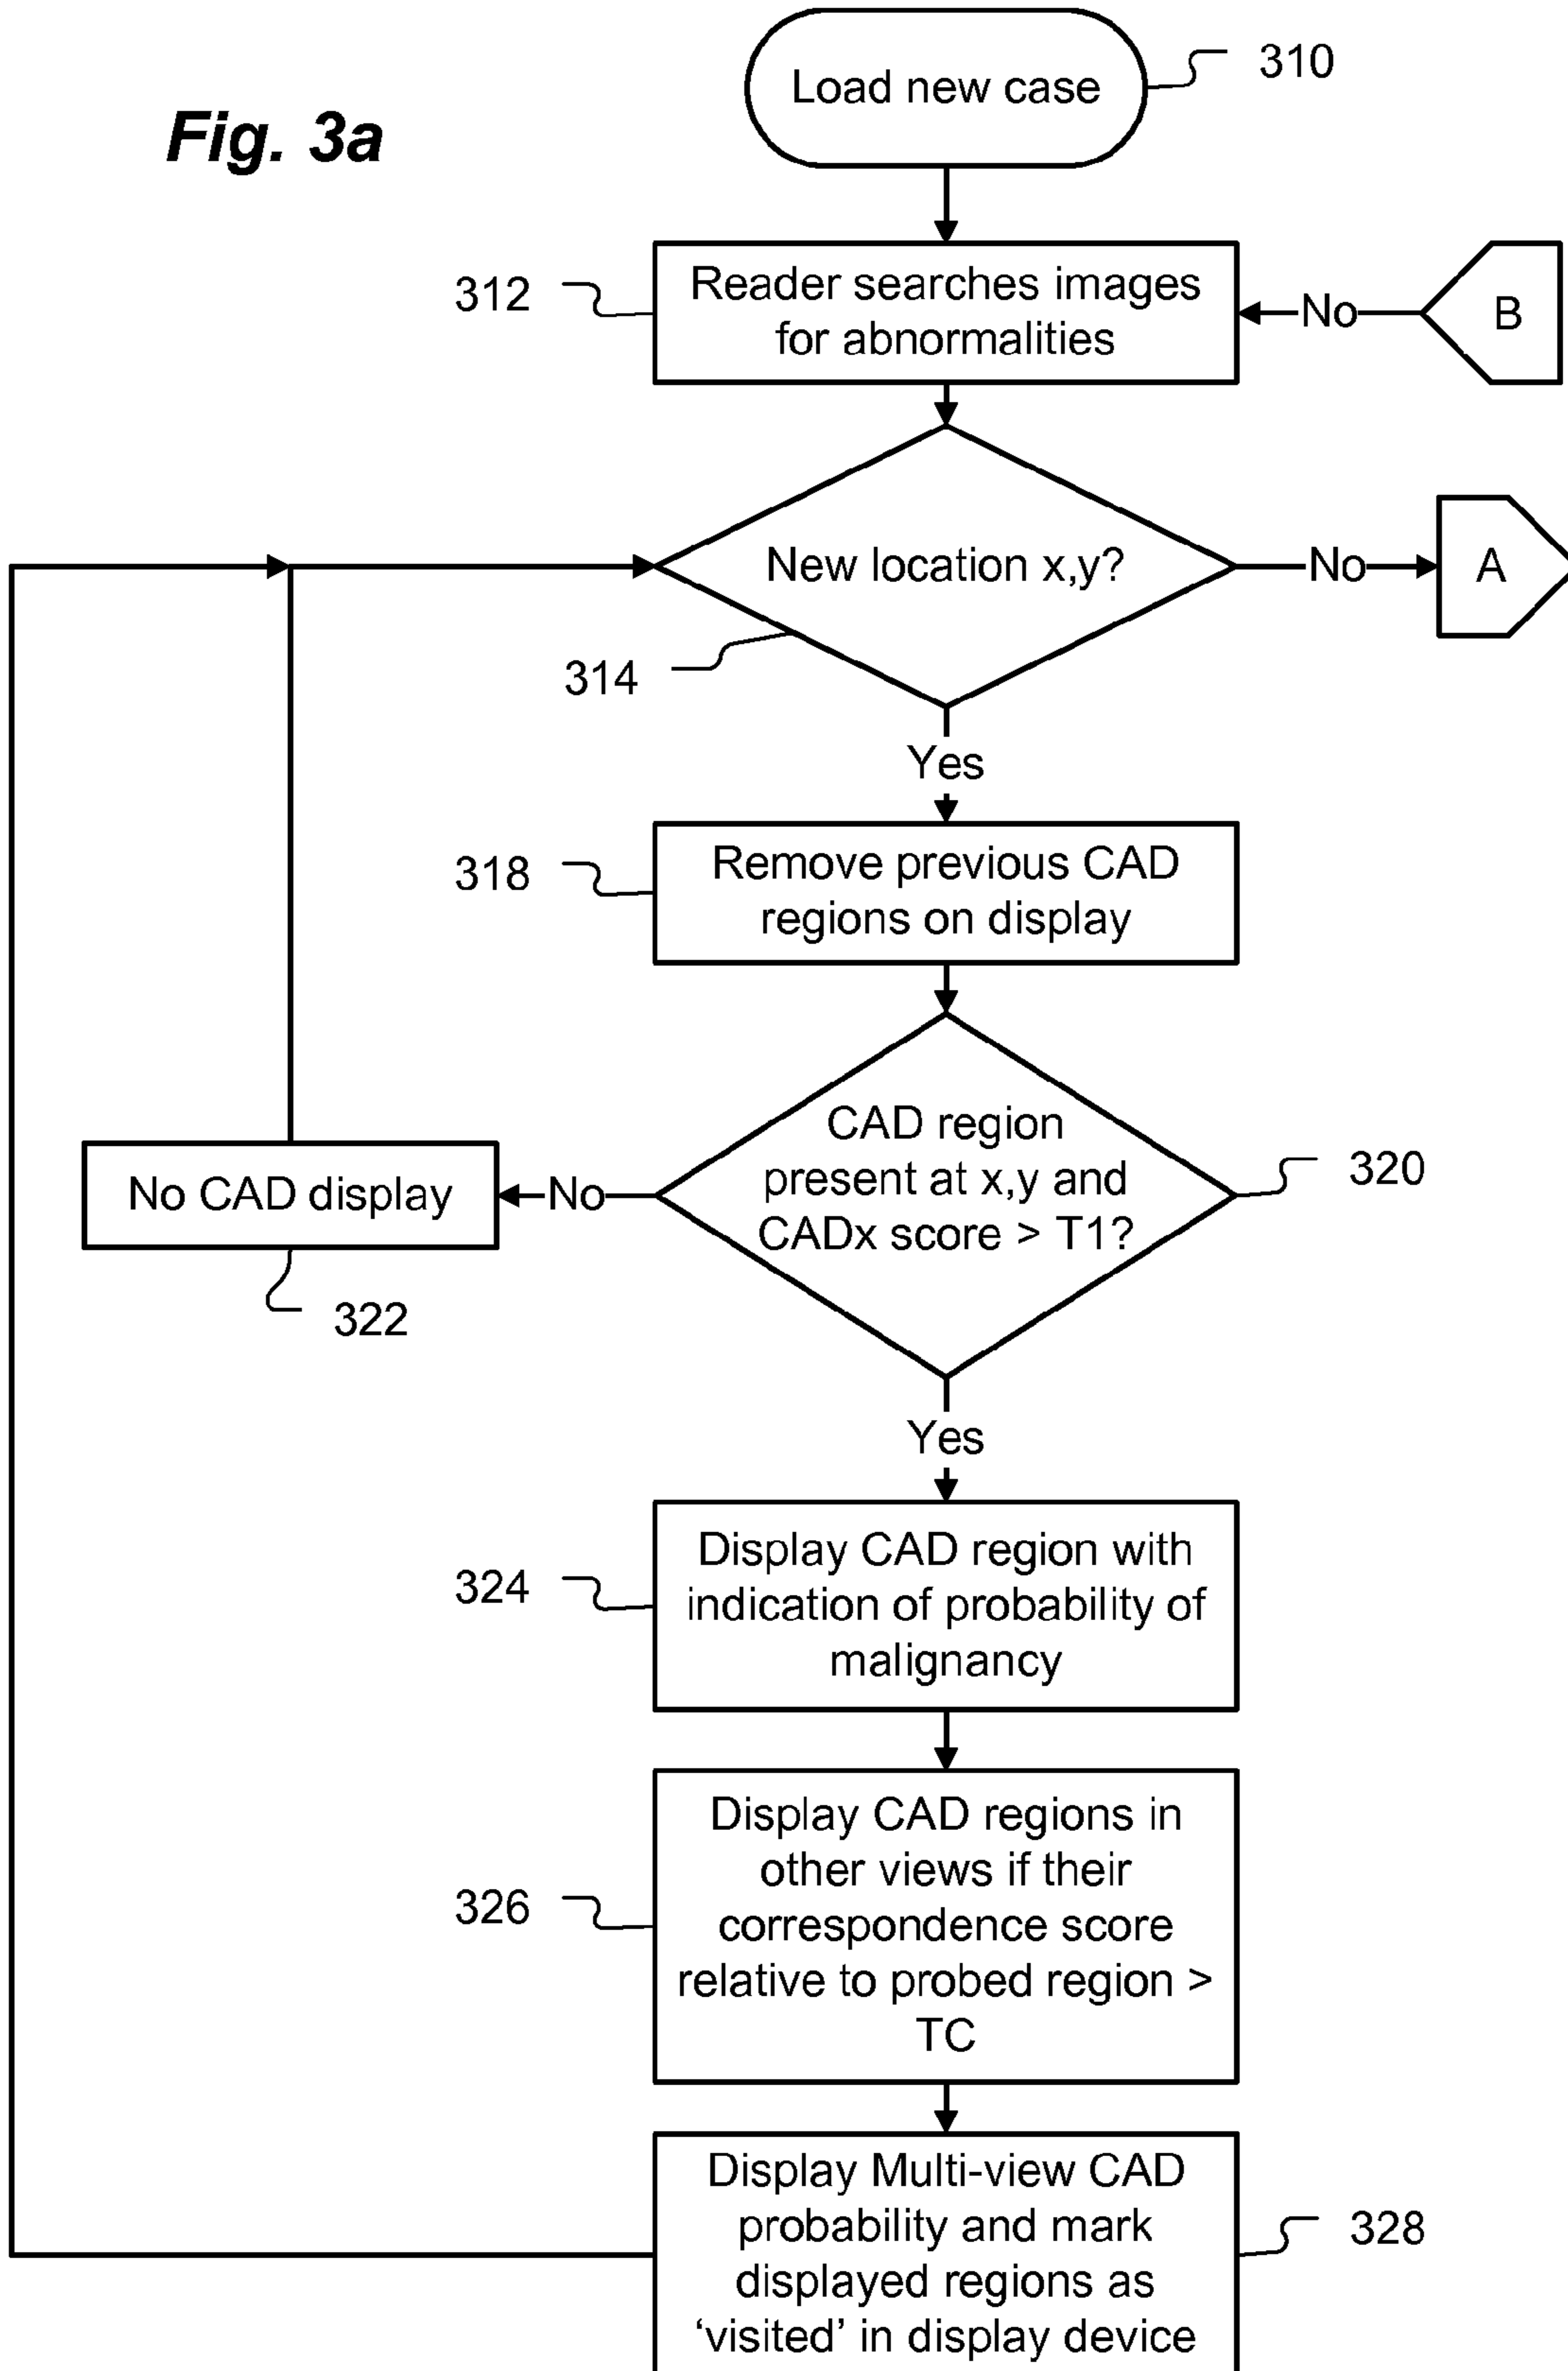 Fig. 3a
Load new case
310
312
Reader searches images
for abnormalities
No
B
New location x,y?
No
A
314
Yes
318
Remove previous CAD
regions on display
CAD region
present at x,y and
CADx score > T1?
320
No
No CAD display
322
Yes
324
Display CAD region with
indication of probability of
malignancy
326
Display CAD regions in
other views if their
correspondence score
relative to probed region >
TC
Display Multi-view CAD
probability and mark
displayed regions as
‘visited’ in display device
328